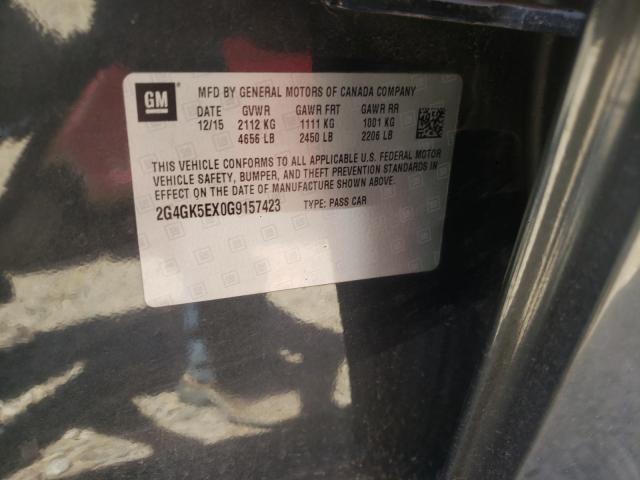 GM
MFD BY GENERAL MOTORS OF CANADA COMPANY
DATE GVWR GAWR FRT GAWR RR
12/15 2112 KG 1111 KG 1001 KG
4656 LB 2450 LB 2206 LB
THIS VEHICLE CONFORMS TO ALL APPLICABLE U.S. FEDERAL MOTOR
VEHICLE SAFETY, BUMPER, AND THEFT PREVENTION STANDARDS IN
EFFECT ON THE DATE OF MANUFACTURE SHOWN ABOVE.
2G4GK5EX0G9157423 TYPE: PASS CAR